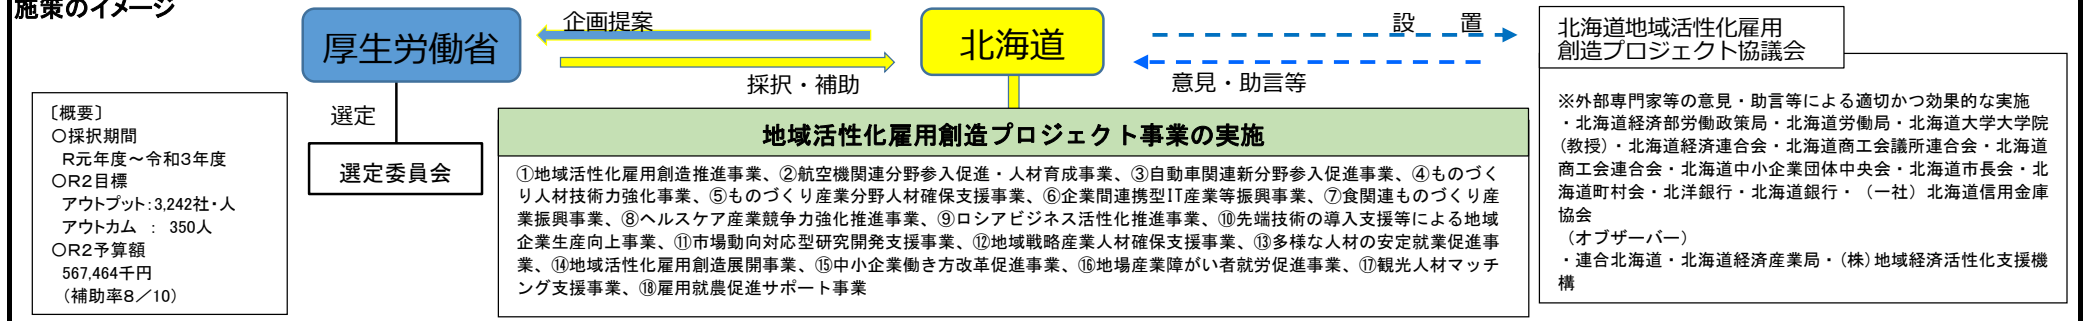 施策のイメージ
厚生労働省
企画提案
採択・補助
北海道
設　置
意見・助言等
北海道地域活性化雇用
創造プロジェクト協議会
選定
選定委員会
〔概要〕
○採択期間
R元年度～令和3年度
○R2目標
アウトプット:3,242社・人
アウトカム : 350人
○R2予算額
567,464千円
(補助率8/10)
地域活性化雇用創造プロジェクト事業の実施
①地域活性化雇用創造推進事業、②航空機関連分野参入促進・人材育成事業、③自動車関連新分野参入促進事業、④ものづく
り人材技術力強化事業、⑤ものづくり産業分野人材確保支援事業、⑥企業間連携型IT産業等振興事業、⑦食関連ものづくり産
業振興事業、⑧ヘルスケア産業競争力強化推進事業、⑨ロシアビジネス活性化推進事業、⑩先端技術の導入支援等による地域
企業生産向上事業、⑪市場動向対応型研究開発支援事業、⑫地域戦略産業人材確保支援事業、⑬多様な人材の安定就業促進事
業、⑭地域活性化雇用創造展開事業、⑮中小企業働き方改革促進事業、⑯地場産業障がい者就労促進事業、⑰観光人材マッチ
ング支援事業、⑱雇用就農促進サポート事業
※外部専門家等の意見・助言等による適切かつ効果的な実施
・北海道経済部労働政策局・北海道労働局・北海道大学大学院
(教授)・北海道経済連合会・北海道商工会議所連合会・北海道
商工会連合会・北海道中小企業団体中央会・北海道市長会・北
海道町村会・北洋銀行・北海道銀行・（一社）北海道信用金庫
協会
（オブザーバー）
・連合北海道・北海道経済産業局・(株)地域経済活性化支援機
構